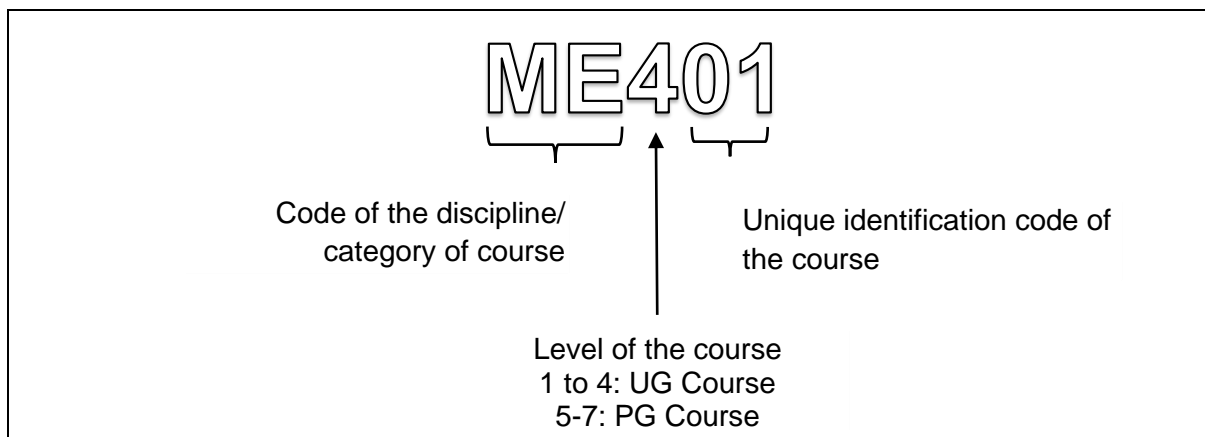 ME401
Code of the discipline/
category of course
Unique identification code of
the course
Level of the course
1 to 4: UG Course
5-7: PG Course